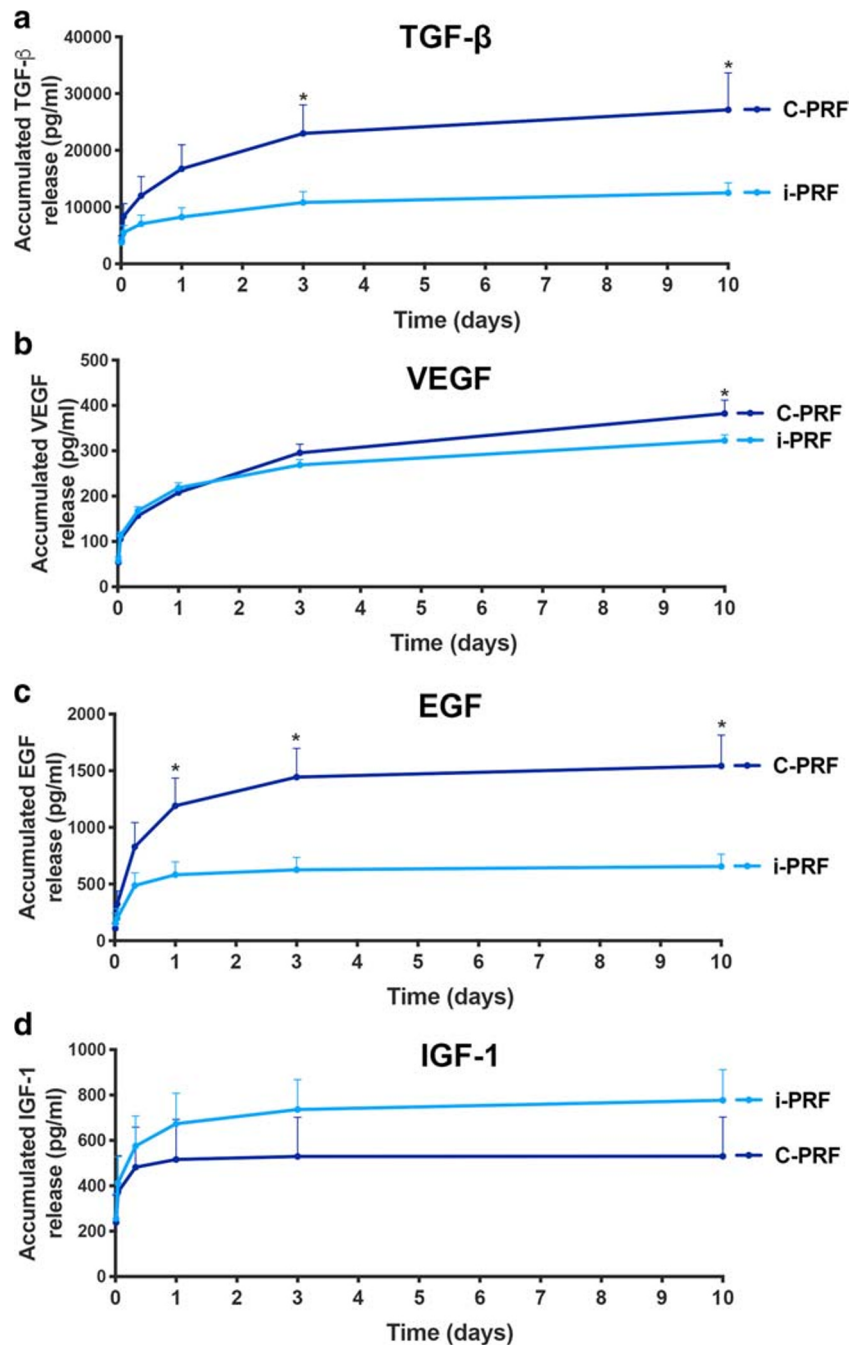 a
TGF-β
Accumulated TGF-β
release (pg/ml)
40000
30000
20000
10000
0
* *
C-PRF
i-PRF
0 1 2 3 4 5 6 7 8 9 10
Time (days)
b
VEGF
Accumulated VEGF
release (pg/ml)
500
400
300
200
100
0
*
C-PRF
i-PRF
0 1 2 3 4 5 6 7 8 9 10
Time (days)
c
EGF
Accumulated EGF
release (pg/ml)
2000
1500
1000
500
0
* * *
C-PRF
i-PRF
0 1 2 3 4 5 6 7 8 9 10
Time (days)
d
IGF-1
Accumulated IGF-1
release (pg/ml)
1000
800
600
400
200
0
i-PRF
C-PRF
0 1 2 3 4 5 6 7 8 9 10
Time (days)